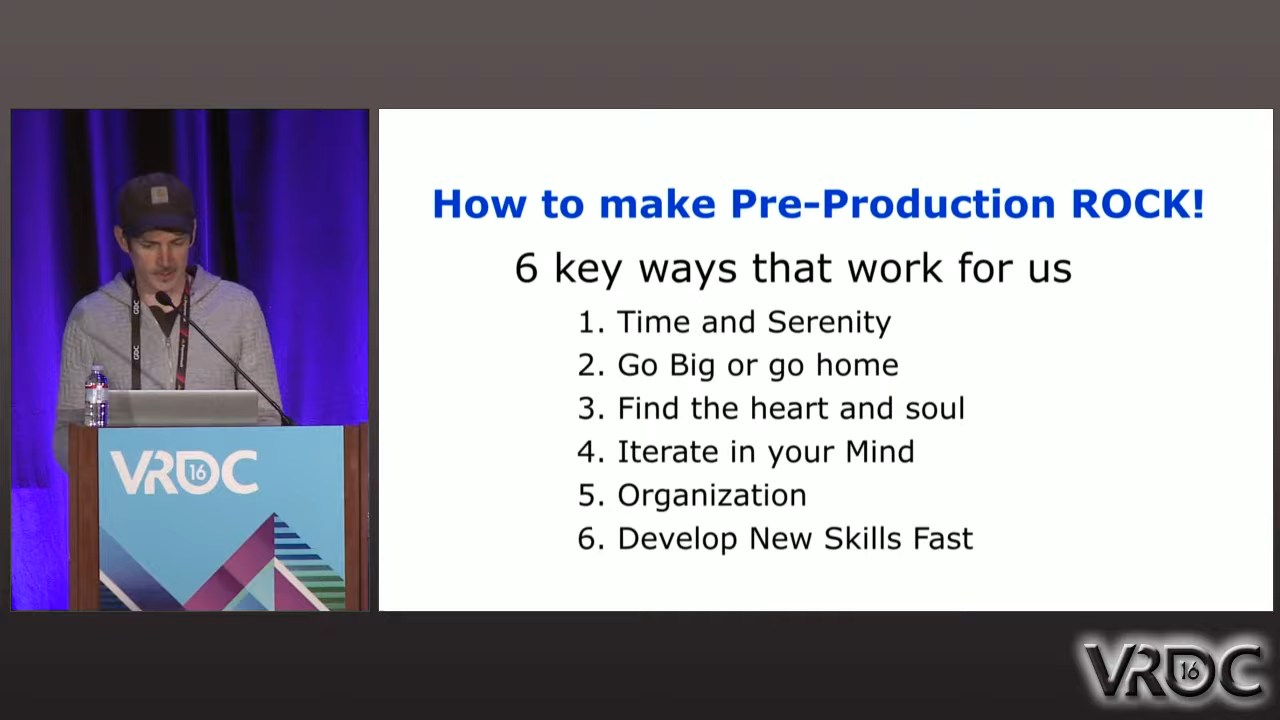 How to make Pre-Production ROCK!
6 key ways that work for us
1. Time and Serenity
2. Go Big or go home
3. Find the heart and soul
4. Iterate in your Mind
5. Organization
6. Develop New Skills Fast
GDC
GDC
VRDC
16
VRDC
16